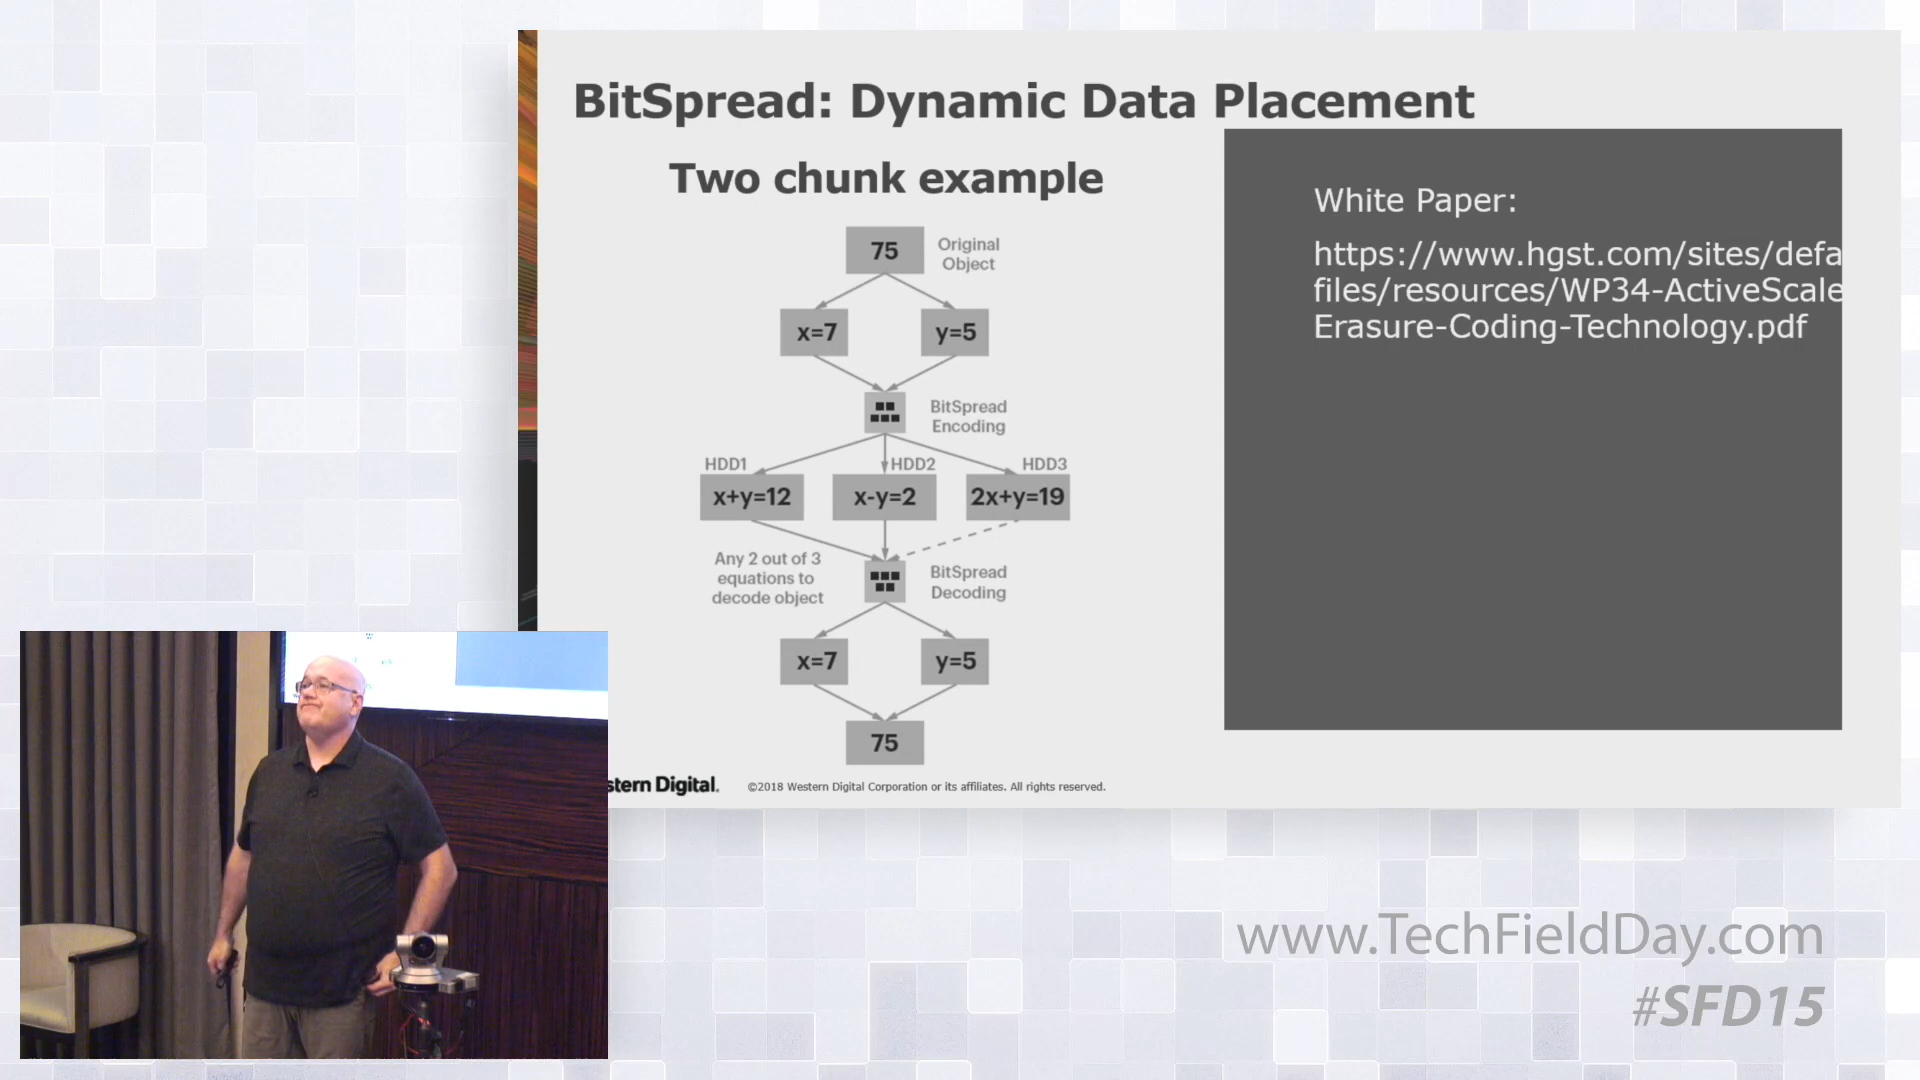 BitSpread: Dynamic Data Placement
Two chunk example
75
Original
Object
x=7
y=5
BitSpread
Encoding
HDD1
HDD2
HDD3
x+y=12
x-y=2
2x+y=19
Any 2 out of 3
equations to
decode object
BitSpread
Decoding
x=7
y=5
75
stern Digital.
©2018 Western Digital Corporation or its affiliates. All rights reserved.
White Paper:
https://www.hgst.com/sites/defa
files/resources/WP34-ActiveScale
Erasure-Coding-Technology.pdf
www.TechFieldDay.com
#SFD15